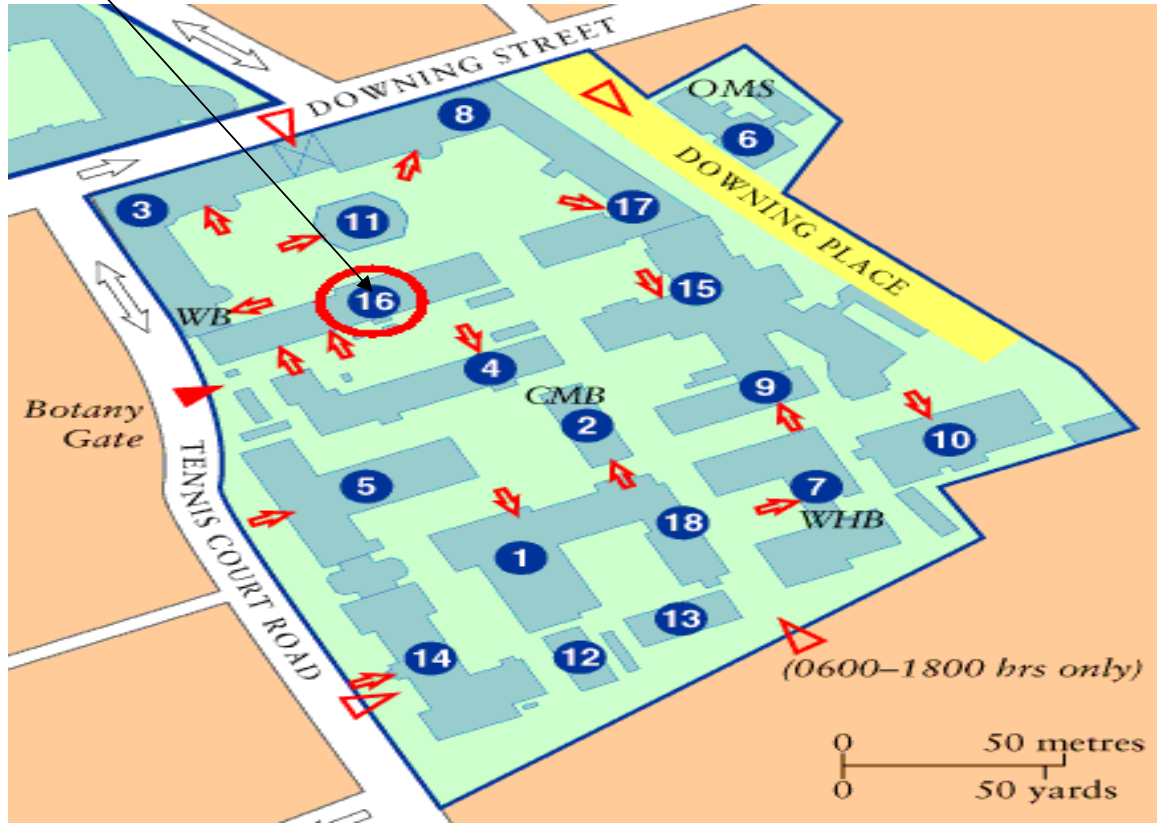 DOWNING STREET
OMS
8
6
DOWNING PLACE
3
11
17
16
15
WB
4
9
CMB
2
10
Botany
Gate
TENNIS COURT ROAD
5
7
WHB
18
1
13
14
12
(0600–1800 hrs only)
0 50 metres
0 50 yards